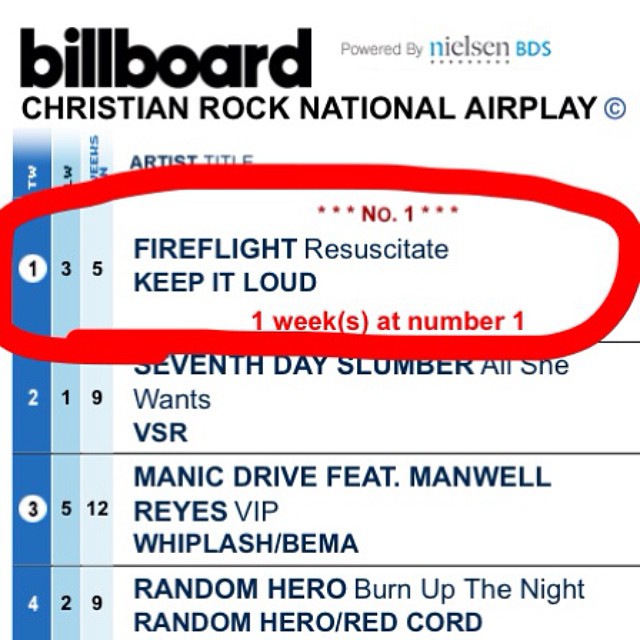 billboard Powered By nielsen BDS
CHRISTIAN ROCK NATIONAL AIRPLAY ©
TW LW ARTIST TITLE
* * * No. 1 * * *
1 3 5 FIREFLIGHT Resuscitate
KEEP IT LOUD
1 week(s) at number 1
SEVENTH DAY SLUMBER All She
2 1 9 Wants
VSR
MANIC DRIVE FEAT. MANWELL
3 5 12 REYES VIP
WHIPLASH/BEMA
RANDOM HERO Burn Up The Night
4 2 9 RANDOM HERO/RED CORD